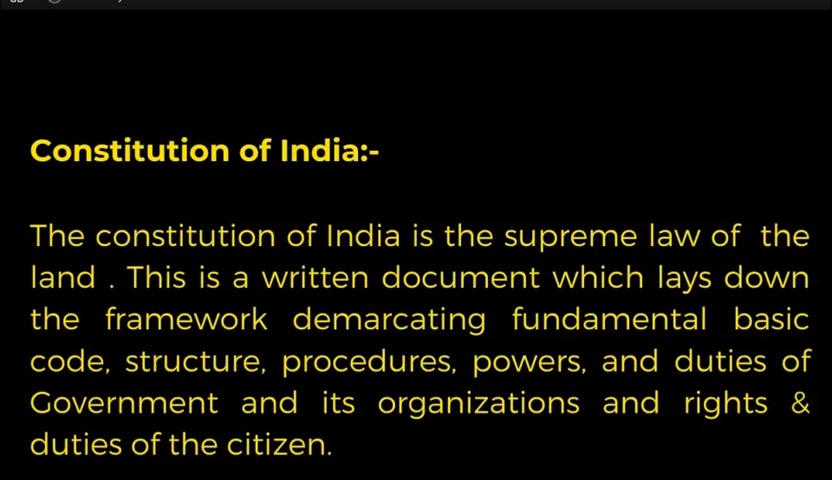 Constitution of India:-
The constitution of India is the supreme law of the
land . This is a written document which lays down
the framework demarcating fundamental basic
code, structure, procedures, powers, and duties of
Government and its organizations and rights &
duties of the citizen.